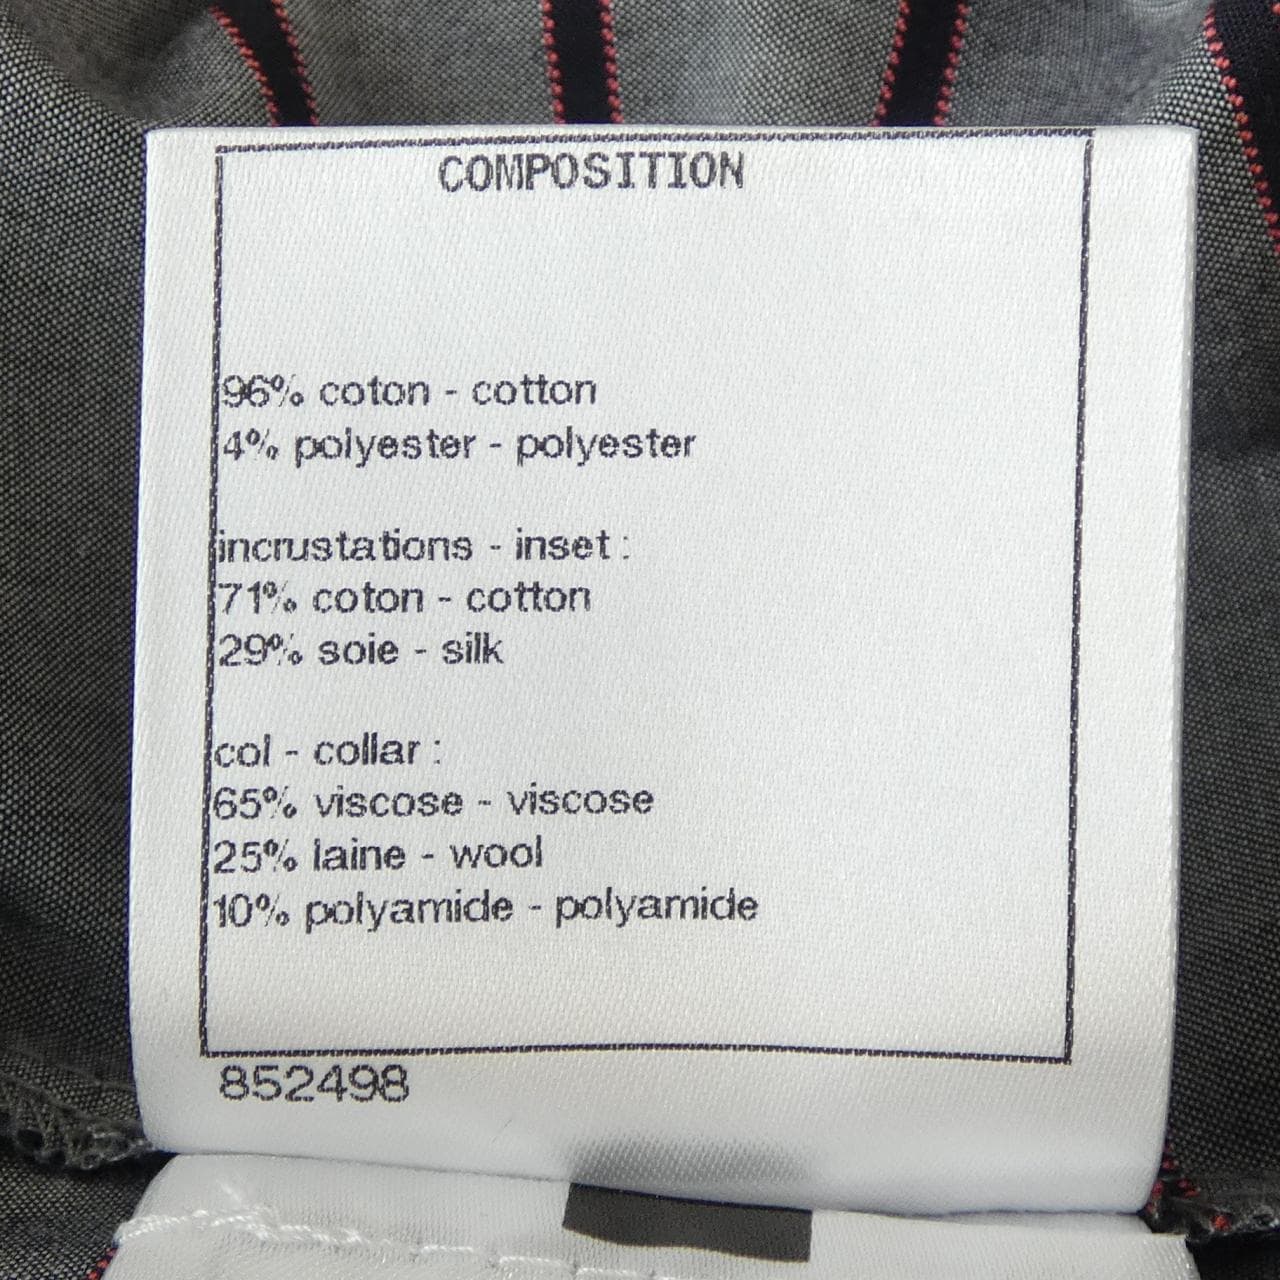 COMPOSITION
96% coton - cotton
4% polyester - polyester
incrustations - inset :
71% coton - cotton
29% soie - silk
col - collar :
65% viscose - viscose
25% laine - wool
10% polyamide - polyamide
852498